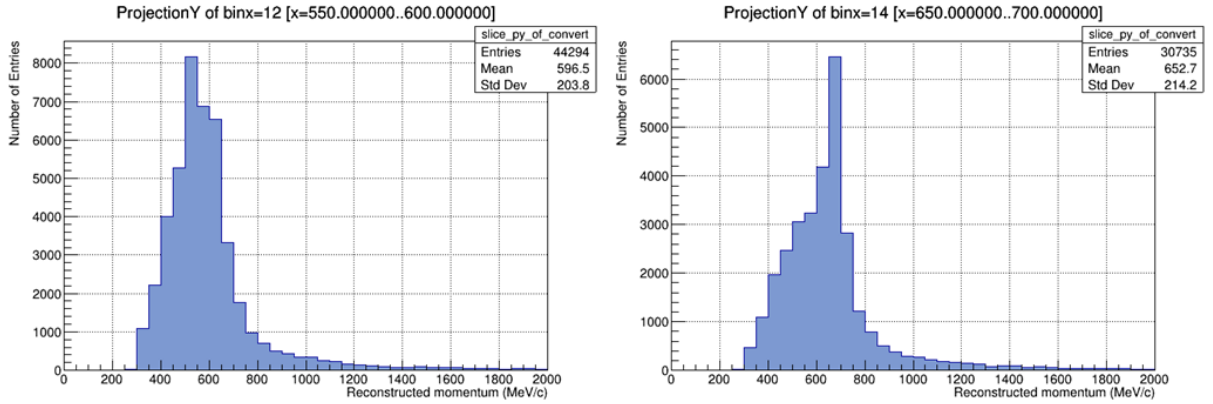 ProjectionY of binx=12 [x=550.000000..600.000000]
slice_py_of_convert
Entries 44294
Mean 596.5
Std Dev 203.8
Number of Entries
8000
7000
6000
5000
4000
3000
2000
1000
0
0 200 400 600 800 1000 1200 1400 1600 1800 2000
Reconstructed momentum (MeV/c)
ProjectionY of binx=14 [x=650.000000..700.000000]
slice_py_of_convert
Entries 30735
Mean 652.7
Std Dev 214.2
Number of Entries
6000
5000
4000
3000
2000
1000
0
0 200 400 600 800 1000 1200 1400 1600 1800 2000
Reconstructed momentum (MeV/c)